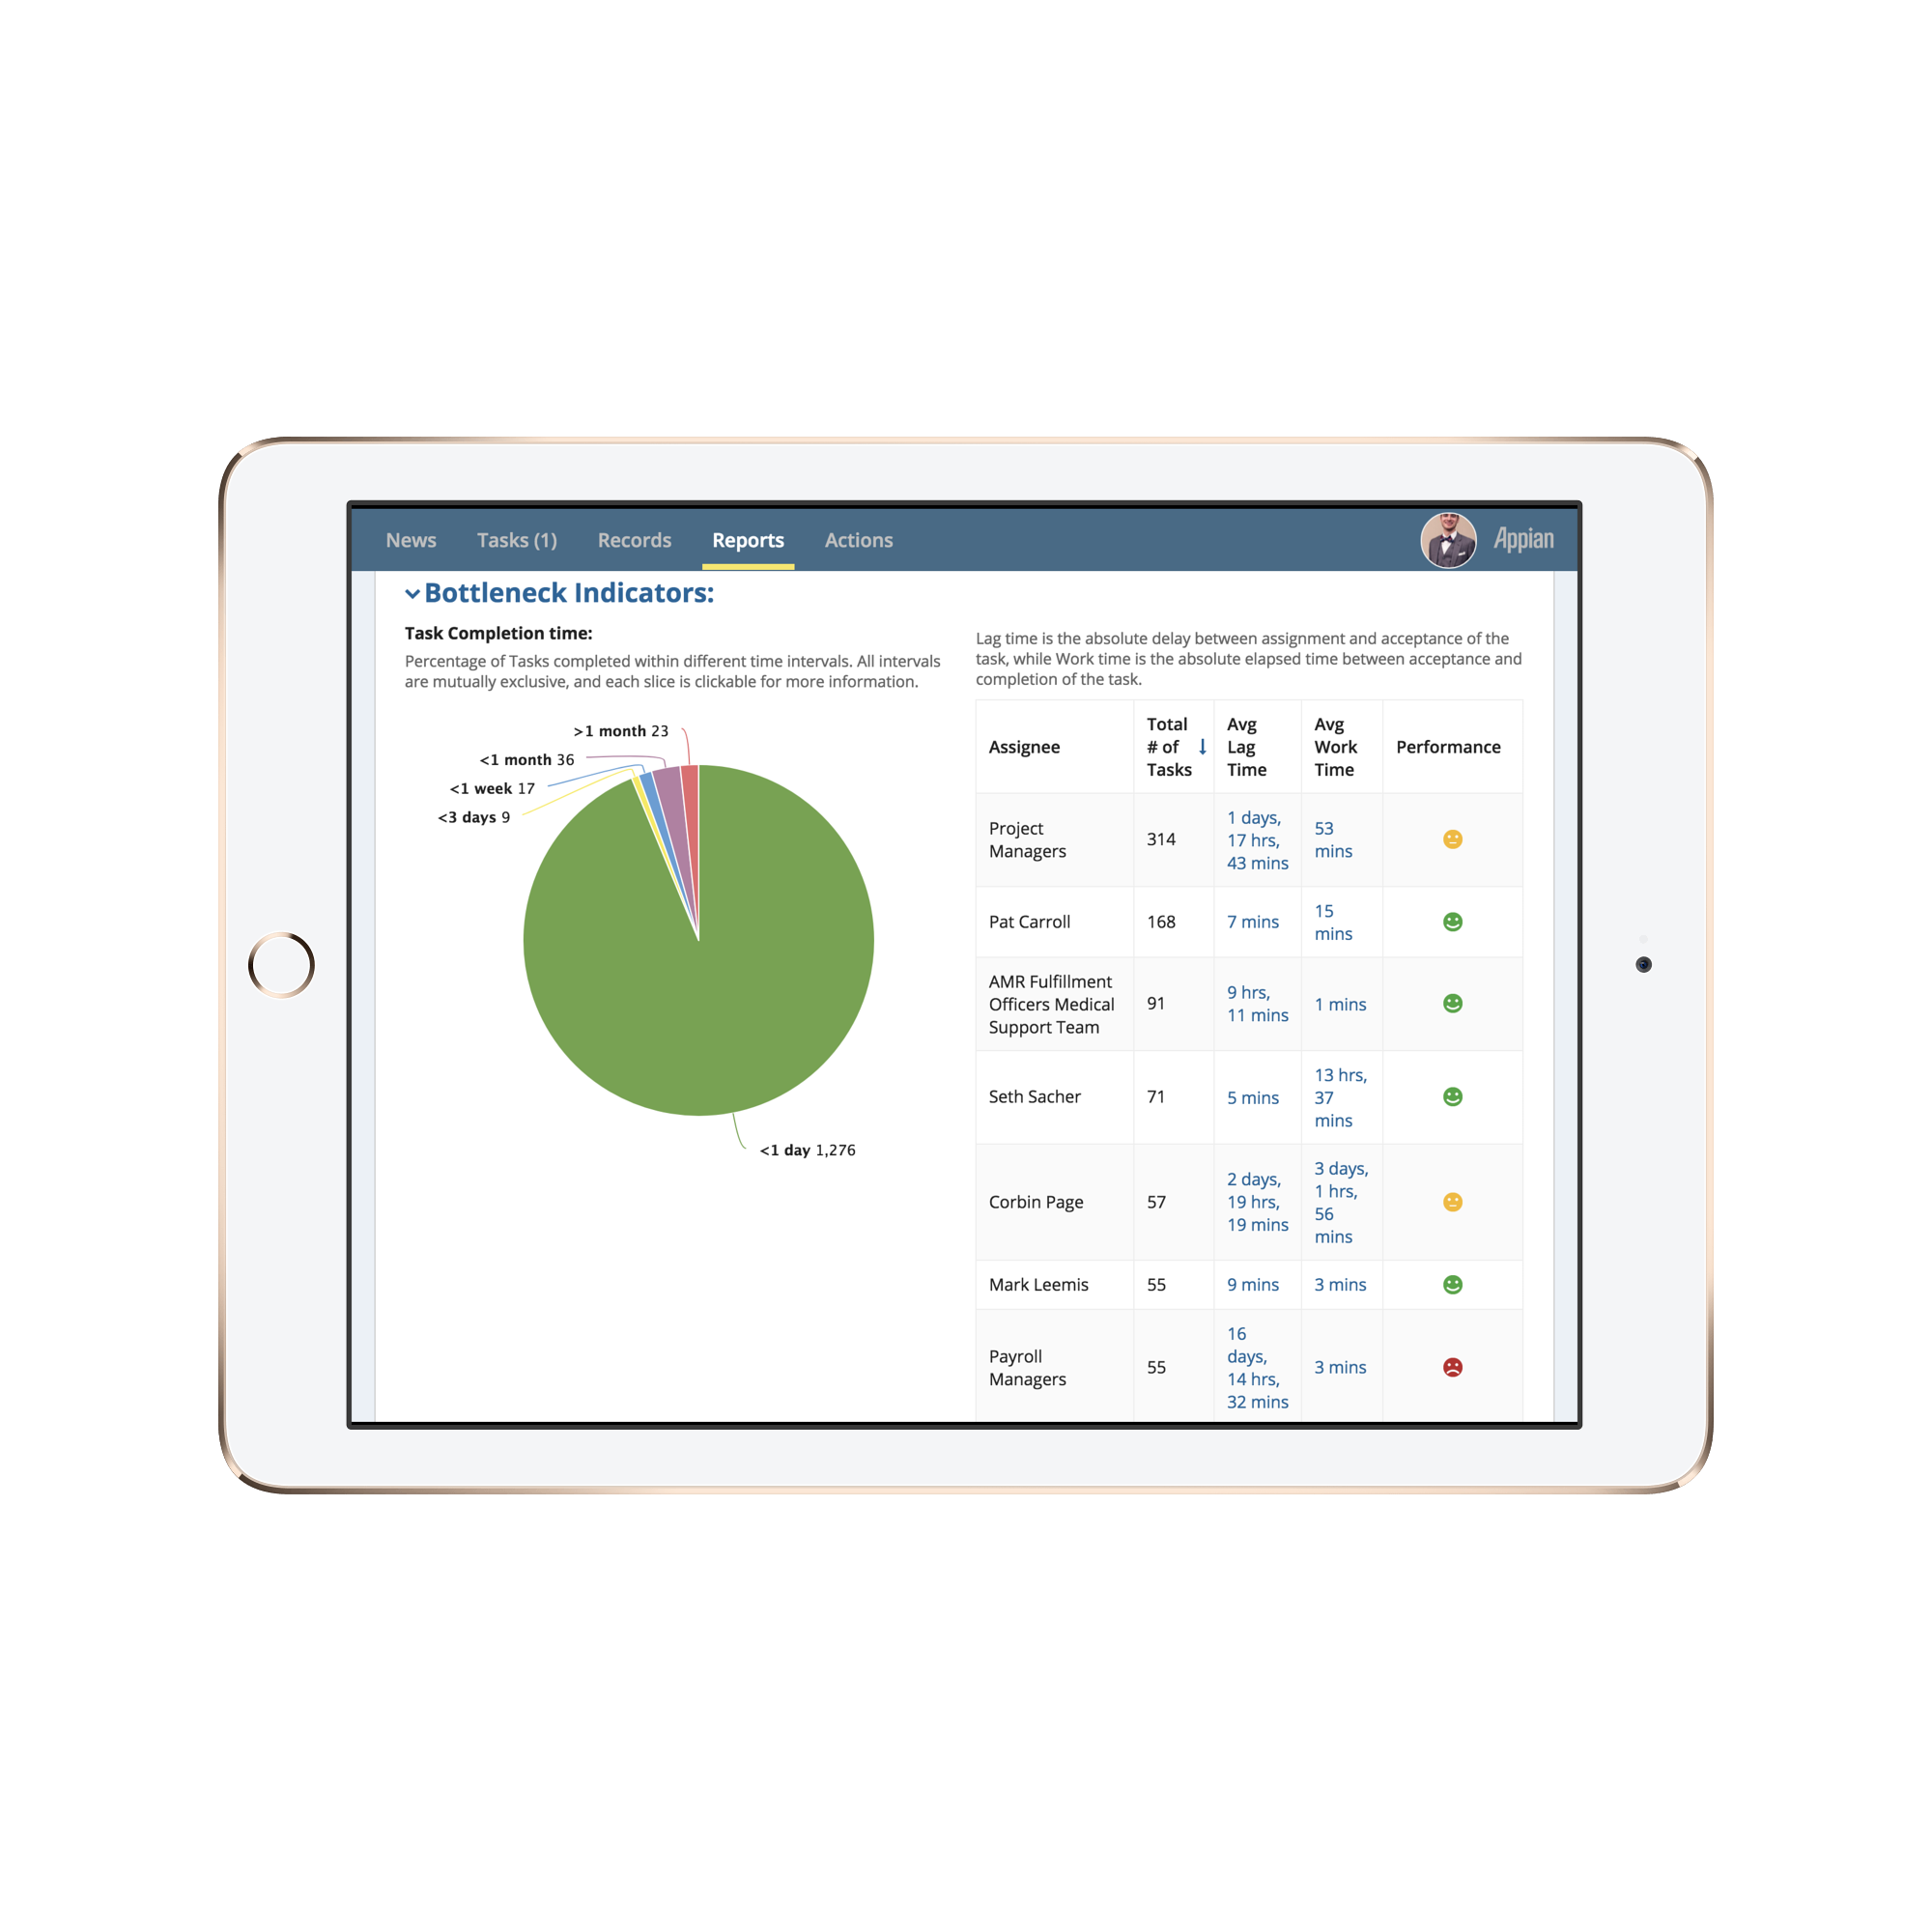 News Tasks (1) Records Reports Actions Appian
Bottleneck Indicators:
Task Completion time:
Percentage of Tasks completed within different time intervals. All intervals
are mutually exclusive, and each slice is clickable for more information.
>1 month 23
<1 month 36
<1 week 17
<3 days 9
<1 day 1,276
Lag time is the absolute delay between assignment and acceptance of the
task, while Work time is the absolute elapsed time between acceptance and
completion of the task.
Assignee
Total
# of
Tasks
Avg
Lag
Time
Avg
Work
Time
Performance
Project
Managers
314
1 days,
17 hrs,
43 mins
53
mins
Pat Carroll
168
7 mins
15
mins
AMR Fulfillment
Officers Medical
Support Team
91
9 hrs,
11 mins
1 mins
Seth Sacher
71
5 mins
13 hrs,
37
mins
Corbin Page
57
2 days,
19 hrs,
19 mins
3 days,
1 hrs,
56
mins
Mark Leemis
55
9 mins
3 mins
Payroll
Managers
55
16
days,
14 hrs,
32 mins
3 mins